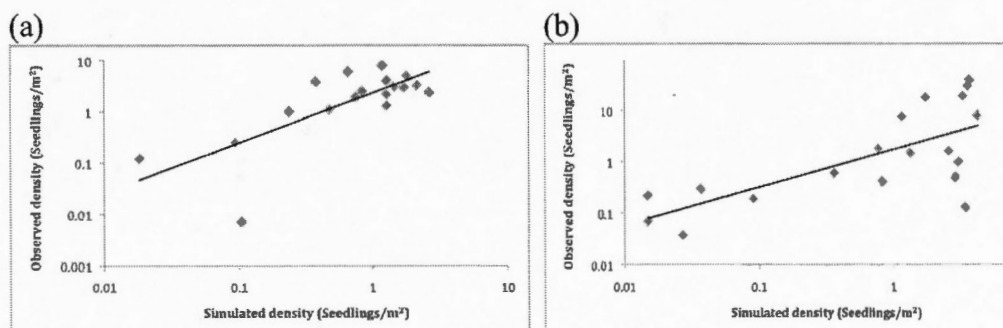 (a)
Observed density (Seedlings/m²)
10
1
0.1
0.01
0.001
0.01
0.1
1
10
Simulated density (Seedlings/m²)
(b)
Observed density (Seedlings/m²)
10
1
0.1
0.01
0.01
0.1
1
Simulated density (Seedlings/m²)